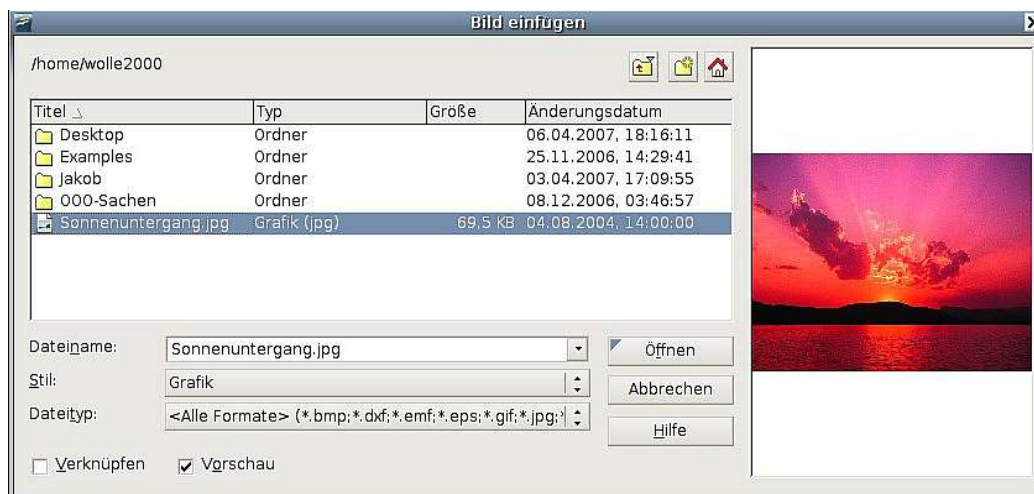 Bild einfügen
/home/wolle2000
Titel Typ Größe Änderungsdatum
Desktop Ordner 06.04.2007, 18:16:11
Examples Ordner 25.11.2006, 14:29:41
Jakob Ordner 03.04.2007, 17:09:55
OOO-Sachen Ordner 08.12.2006, 03:46:57
Sonnenuntergang.jpg Grafik (jpg) 69,5 KB 04.08.2004, 14:00:00
Dateiname: Sonnenuntergang.jpg Öffnen
Stil: Grafik Abbrechen
Dateityp: <Alle Formate> (*.bmp;*.dxf;*.emf;*.eps;*.gif;*.jpg;* Hilfe
Verknüpfen Vorschau